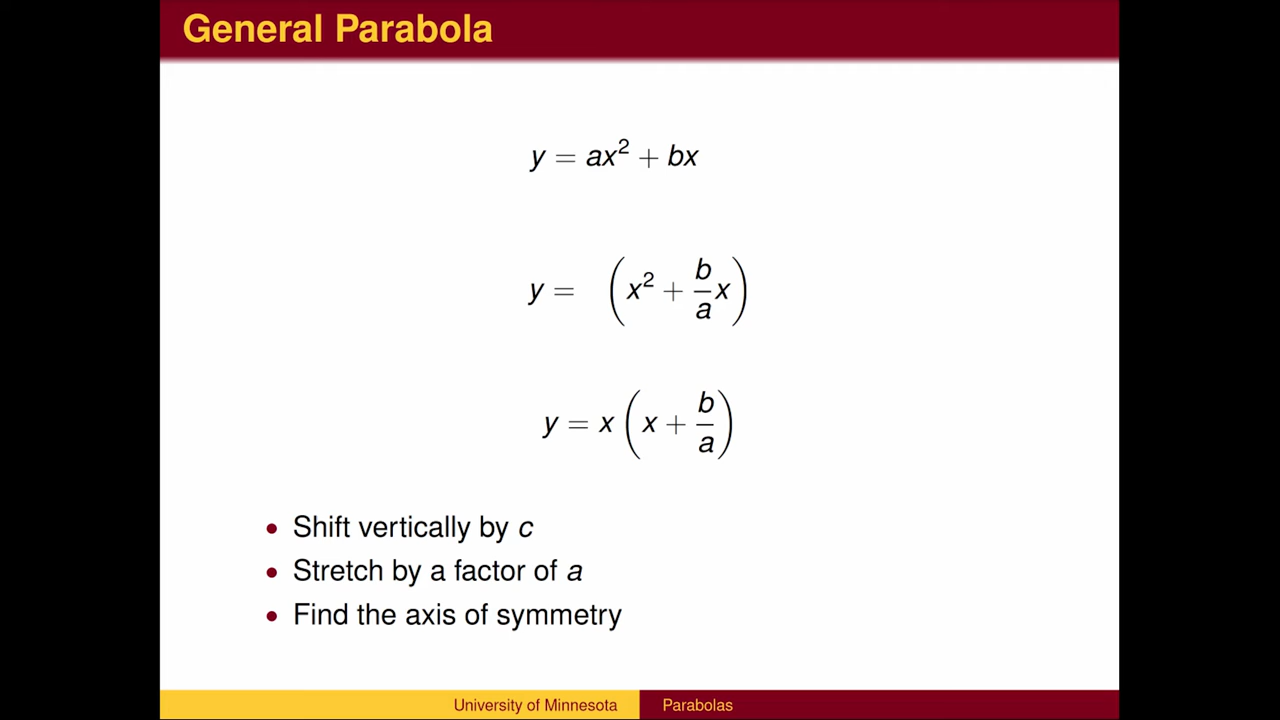 General Parabola
y = ax² + bx
y = (x² + b/a x)
y = x (x + b/a)
• Shift vertically by c
• Stretch by a factor of a
• Find the axis of symmetry
University of Minnesota Parabolas